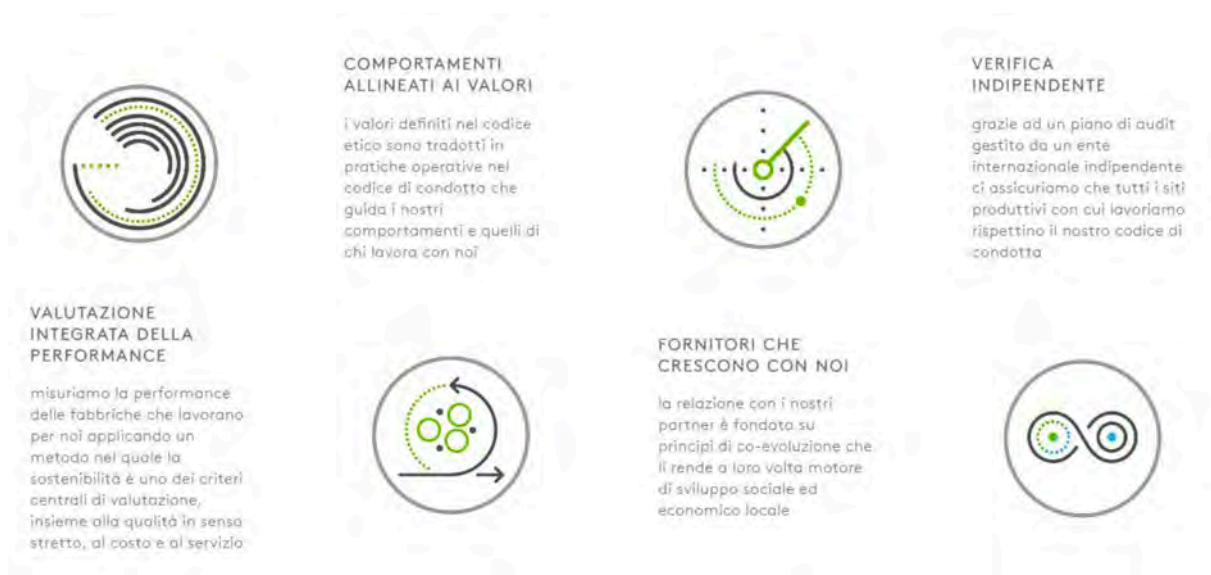 COMPORTAMENTI
ALLINEATI AI VALORI
i valori definiti nel codice
etico sono tradotti in
pratiche operative nel
codice di condotta che
guida i nostri
comportamenti e quelli di
chi lavora con noi
VERIFICA
INDIPENDENTE
grazie ad un piano di audit
gestito da un ente
internazionale indipendente
ci assicuriamo che tutti i siti
produttivi con cui lavoriamo
rispettino il nostro codice di
condotta
VALUTAZIONE
INTEGRATA DELLA
PERFORMANCE
misuriamo la performance
delle fabbriche che lavorano
per noi applicando un
metodo nel quale la
sostenibilità è uno dei criteri
centrali di valutazione,
insieme alla qualità in senso
stretto, al costo e al servizio
FORNITORI CHE
CRESCONO CON NOI
la relazione con i nostri
partner è fondata su
principi di co-evoluzione che
li rende a loro volta motore
di sviluppo sociale ed
economico locale